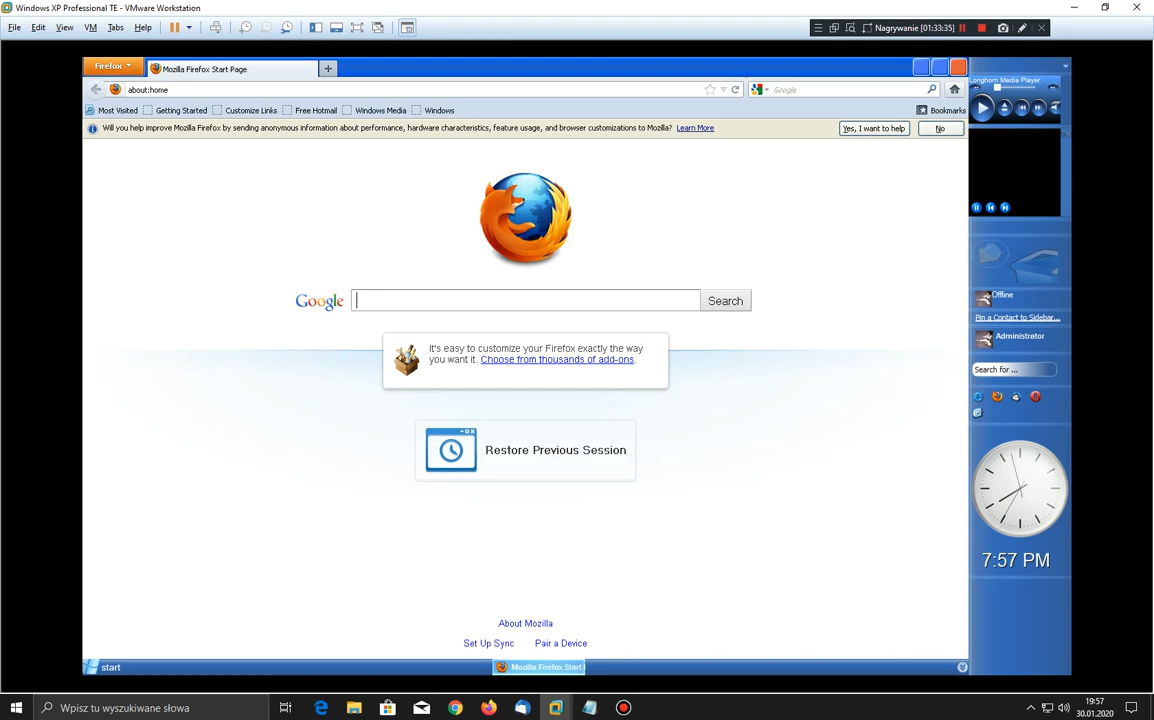 Windows XP Professional TE - VMware Workstation
File Edit View VM Tabs Help
Nagrywanie [01:33:35]
Firefox
Mozilla Firefox Start Page
Longhorn Media Player
about:home
Google
Most Visited Getting Started Customize Links Free Hotmail Windows Media Windows Bookmarks
Will you help improve Mozilla Firefox by sending anonymous information about performance, hardware characteristics, feature usage, and browser customizations to Mozilla? Learn More Yes, I want to help No
Google Search
It's easy to customize your Firefox exactly the way
you want it. Choose from thousands of add-ons.
Restore Previous Session
Offline
Pin a Contact to Sidebar...
Administrator
Search for ...
7:57 PM
About Mozilla
Set Up Sync Pair a Device
start
Mozilla Firefox Start
Wpisz tu wyszukiwane słowa
19:57
30.01.2020